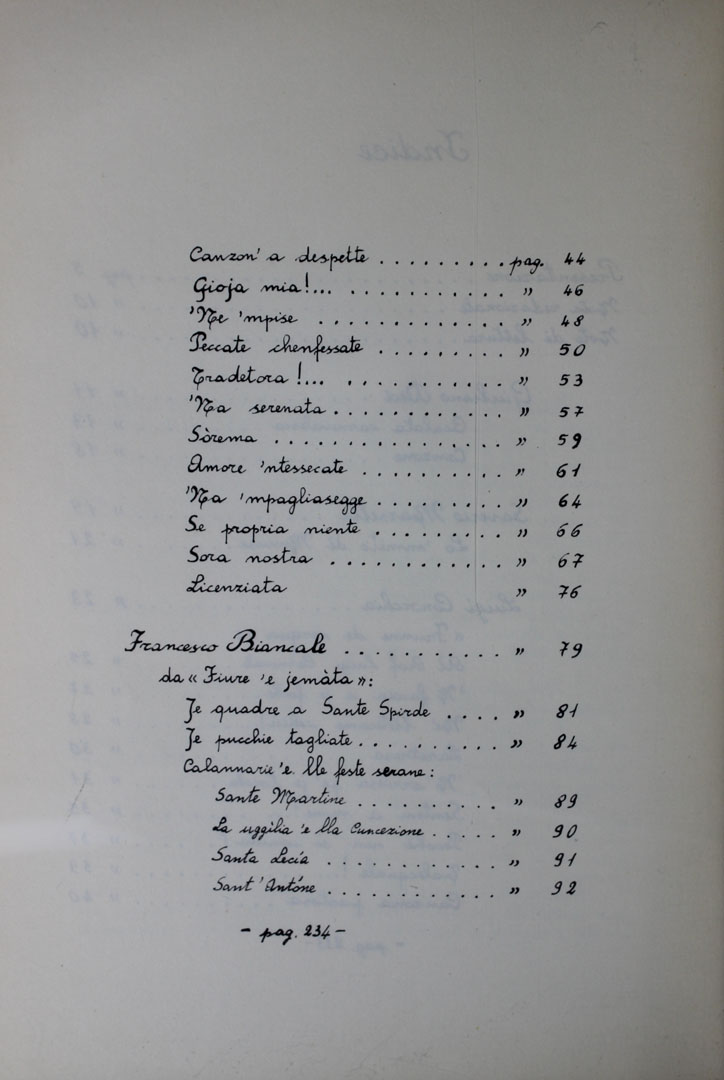 Canzon' a despette .......... pag. 44
Gioja mia!... ............ " 46
'Ne 'mpise ............. " 48
Peccate chenfessate .......... " 50
Tradetora !... ............ " 53
'Na serenata ............. " 57
Sòrema ................. " 59
Amore 'ntessecate ........... " 61
'Na 'mpagliasegge .......... " 64
Se propria niente .......... " 66
Sora nostra ............. " 67
Licenziata " 76
Francesco Biancale ............ " 79
da « Fiure 'e jemàta »:
Je quadre a Sante Spirde .... " 81
Je pucchie tagliate .......... " 84
Calannarie 'e lle feste serane:
Sante Martine ........... " 89
La uggilia 'e lla Cuncezione ..... " 90
Santa Lecía ............. " 91
Sant' Antóne ............ " 92
- pag. 234 -